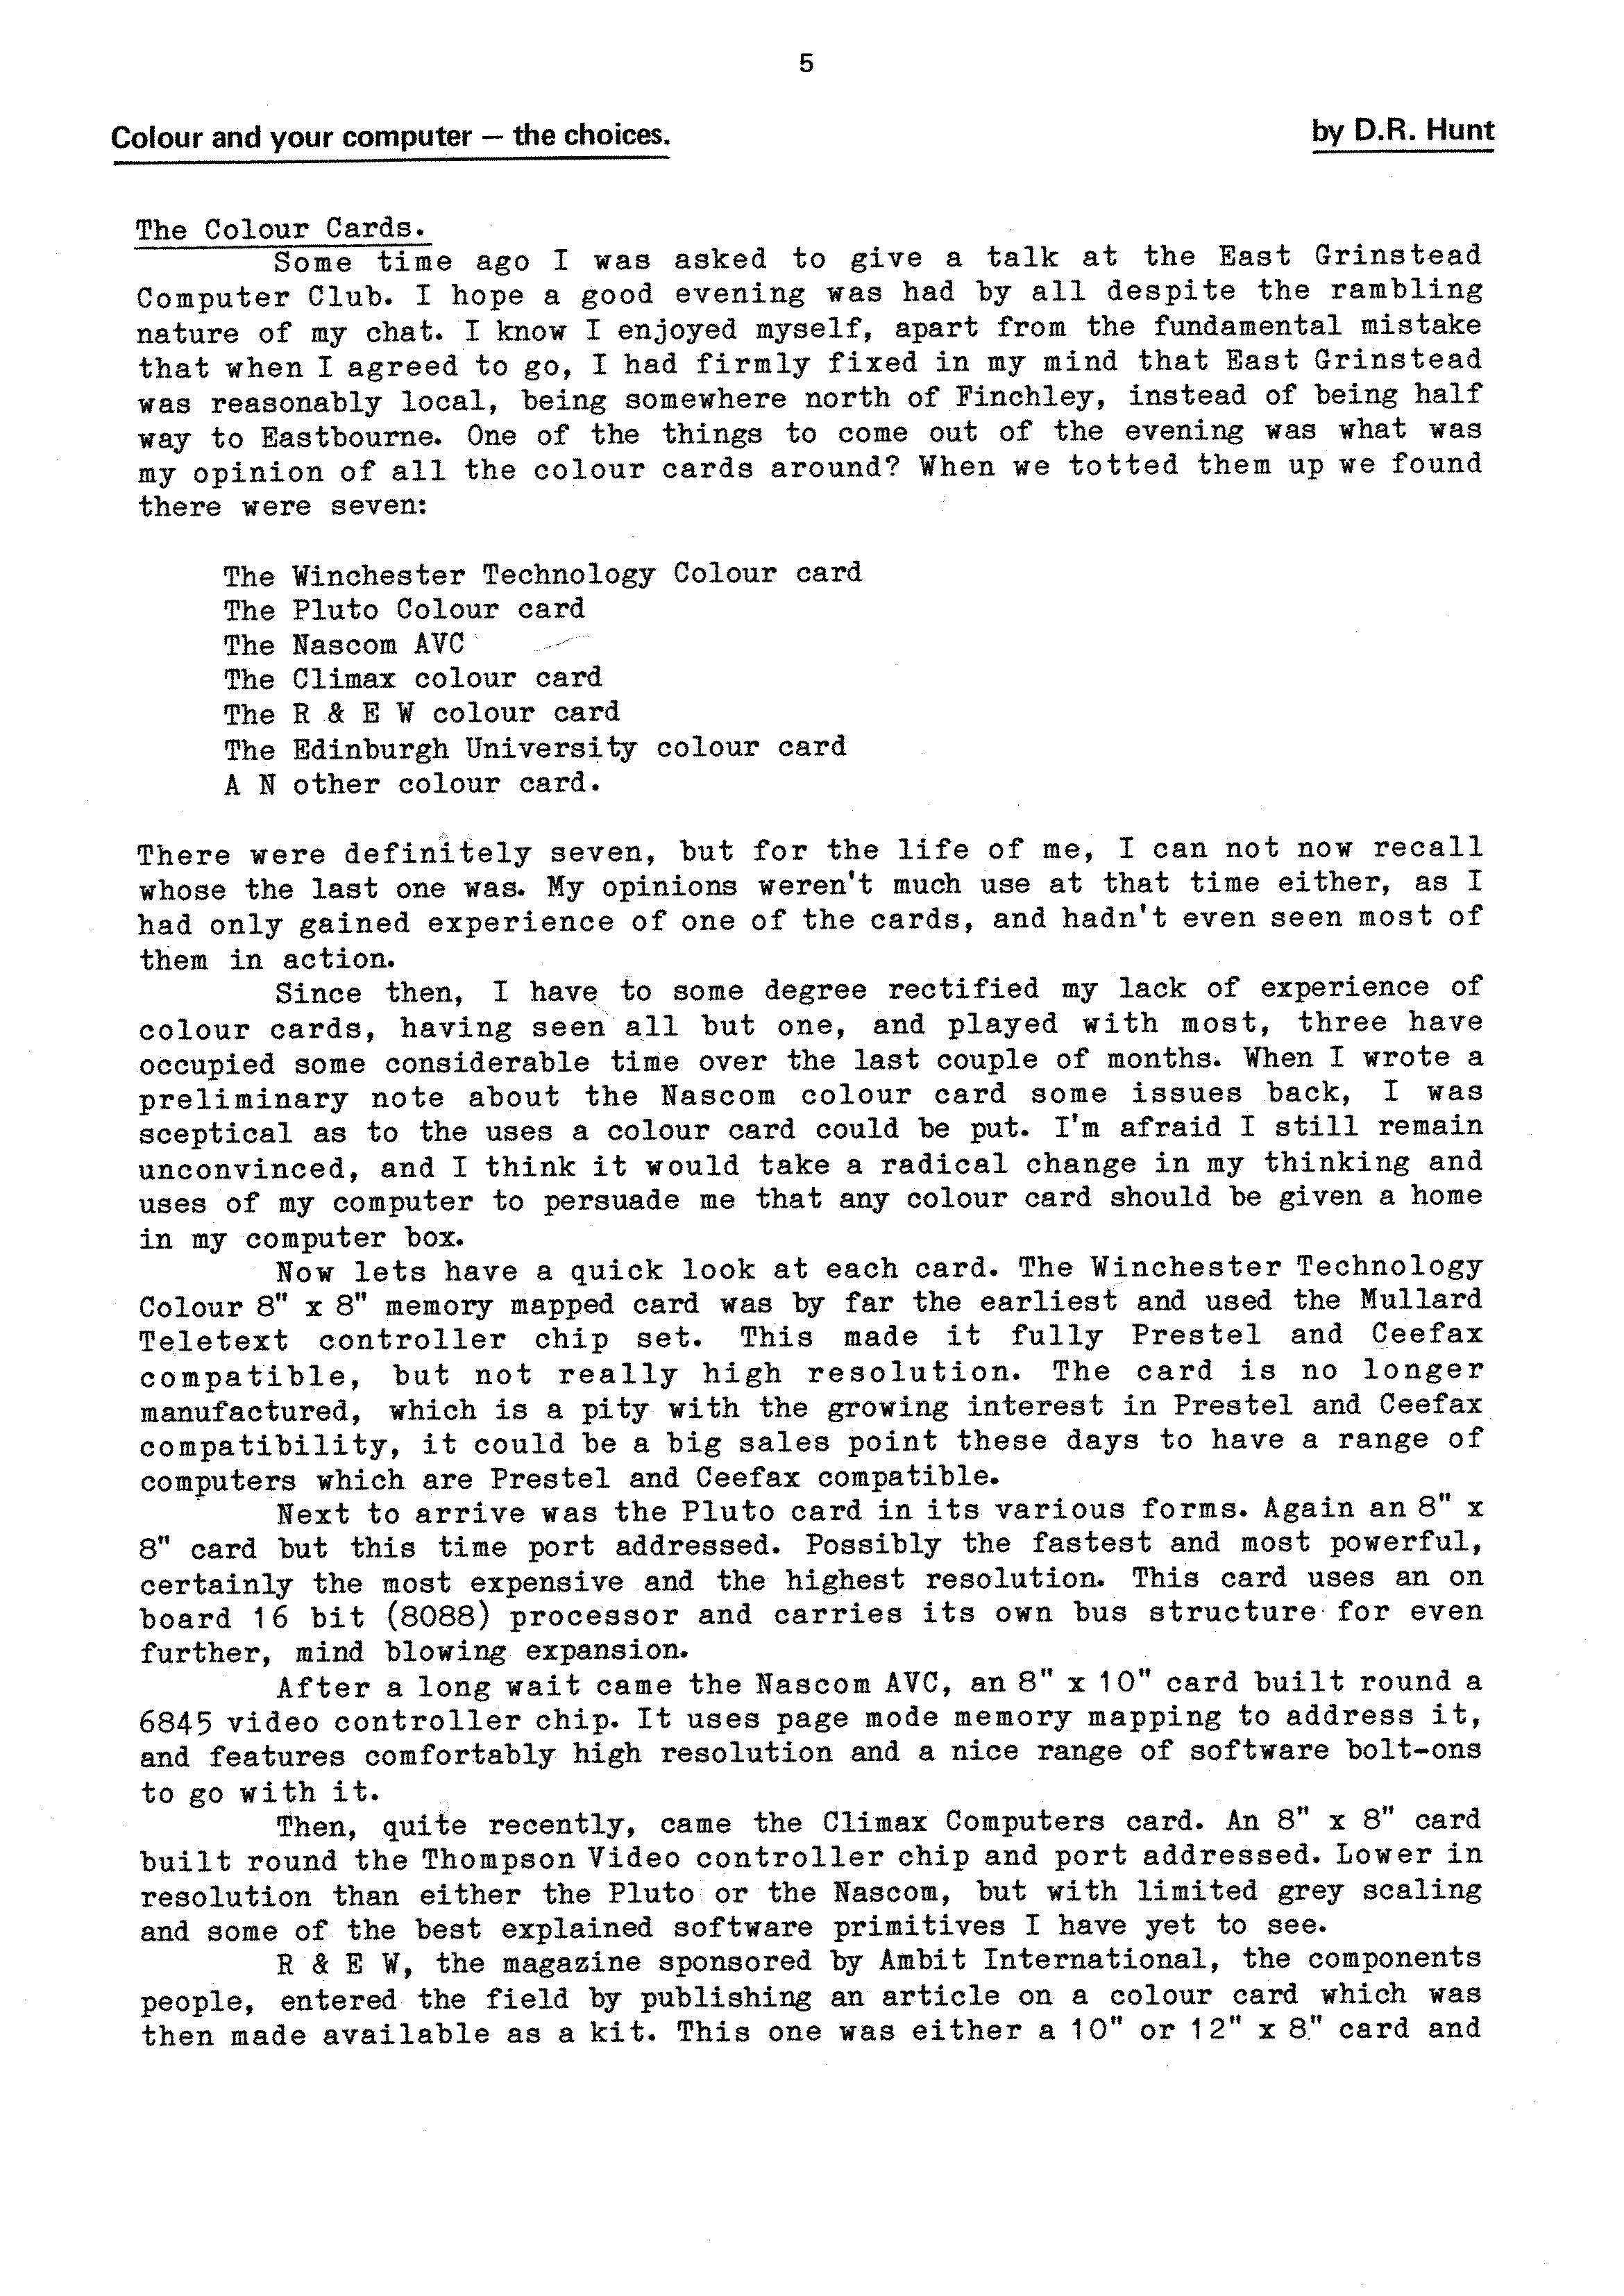 5
Colour and your computer — the choices.
by D.R. Hunt
The Colour Cards.
Some time ago I was asked to give a talk at the East Grinstead
Computer Club. I hope a good evening was had by all despite the rambling
nature of my chat. I know I enjoyed myself, apart from the fundamental mistake
that when I agreed to go, I had firmly fixed in my mind that East Grinstead
was reasonably local, being somewhere north of Finchley, instead of being half
way to Eastbourne. One of the things to come out of the evening was what was
my opinion of all the colour cards around? When we totted them up we found
there were seven:
The Winchester Technology Colour card
The Pluto Colour card
The Nascom AVC
The Climax colour card
The R & E W colour card
The Edinburgh University colour card
A N other colour card.
There were definitely seven, but for the life of me, I can not now recall
whose the last one was. My opinions weren't much use at that time either, as I
had only gained experience of one of the cards, and hadn't even seen most of
them in action.
Since then, I have to some degree rectified my lack of experience of
colour cards, having seen all but one, and played with most, three have
occupied some considerable time over the last couple of months. When I wrote a
preliminary note about the Nascom colour card some issues back, I was
sceptical as to the uses a colour card could be put. I'm afraid I still remain
unconvinced, and I think it would take a radical change in my thinking and
uses of my computer to persuade me that any colour card should be given a home
in my computer box.
Now lets have a quick look at each card. The Winchester Technology
Colour 8" x 8" memory mapped card was by far the earliest and used the Mullard
Teletext controller chip set. This made it fully Prestel and Ceefax
compatible, but not really high resolution. The card is no longer
manufactured, which is a pity with the growing interest in Prestel and Ceefax
compatibility, it could be a big sales point these days to have a range of
computers which are Prestel and Ceefax compatible.
Next to arrive was the Pluto card in its various forms. Again an 8" x
8" card but this time port addressed. Possibly the fastest and most powerful,
certainly the most expensive and the highest resolution. This card uses an on
board 16 bit (8088) processor and carries its own bus structure for even
further, mind blowing expansion.
After a long wait came the Nascom AVC, an 8" x 10" card built round a
6845 video controller chip. It uses page mode memory mapping to address it,
and features comfortably high resolution and a nice range of software bolt-ons
to go with it.
Then, quite recently, came the Climax Computers card. An 8" x 8" card
built round the Thompson Video controller chip and port addressed. Lower in
resolution than either the Pluto or the Nascom, but with limited grey scaling
and some of the best explained software primitives I have yet to see.
R & E W, the magazine sponsored by Ambit International, the components
people, entered the field by publishing an article on a colour card which was
then made available as a kit. This one was either a 10" or 12" x 8" card and